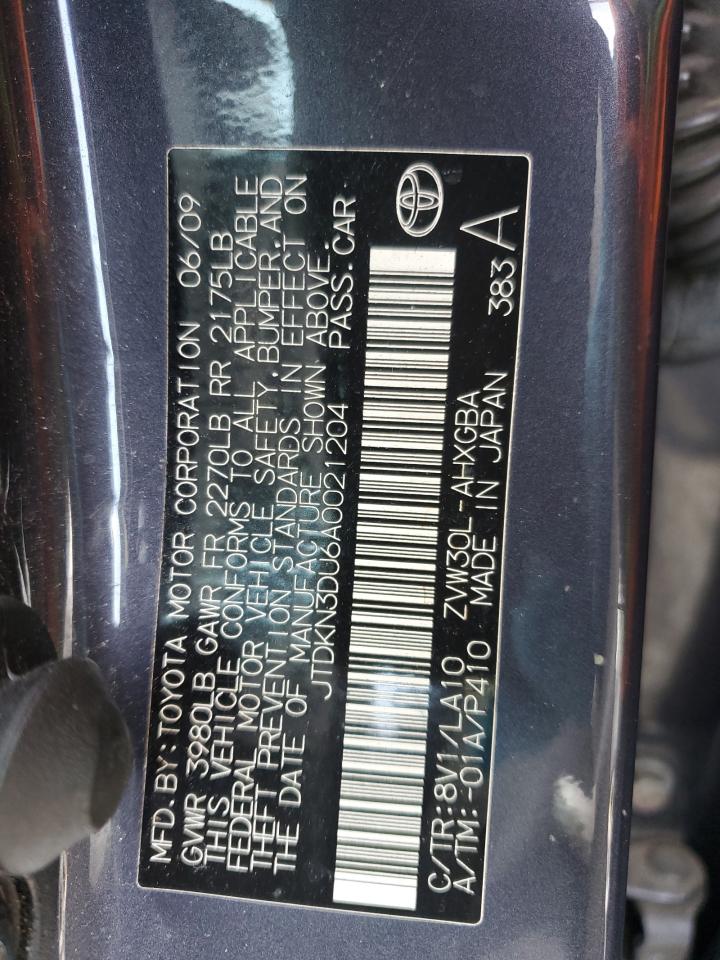 MFD.BY:TOYOTA MOTOR CORPORATION 06/09
GVWR 3980LB GAWR FR 2270LB RR 2175LB
THIS VEHICLE CONFORMS TO ALL APPLICABLE
FEDERAL MOTOR VEHICLE SAFETY,BUMPER,AND
THEFT PREVENTION STANDARDS IN EFFECT ON
THE DATE OF MANUFACTURE SHOWN ABOVE.
JTDKN3DU6A0021204 PASS.CAR
C/TR:8V1/LA10 ZVW30L-AHXGBA
A/TM:-01A/P410 MADE IN JAPAN 383 A